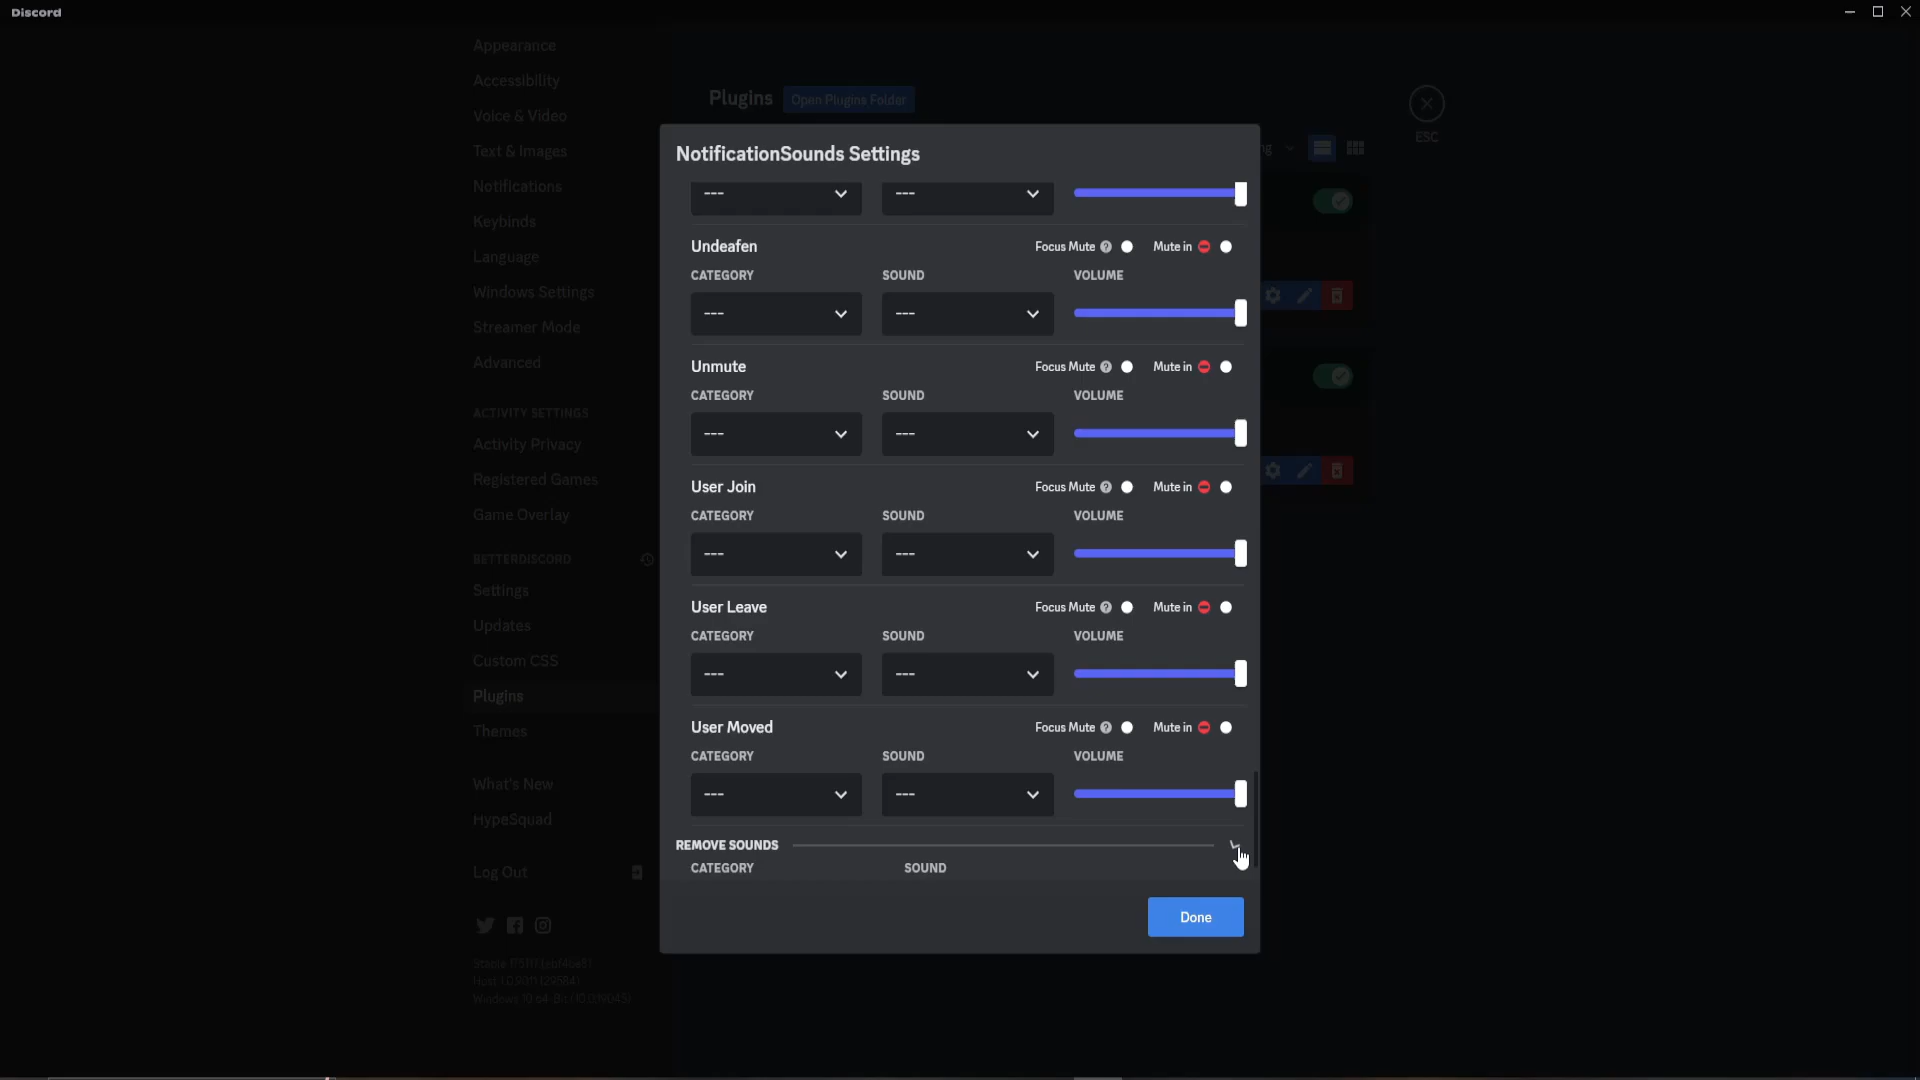 Discord
Appearance
Accessibility
Voice & Video
Text & Images
Notifications
Keybinds
Language
Windows Settings
Streamer Mode
Advanced
ACTIVITY SETTINGS
Activity Privacy
Registered Games
Game Overlay
BETTERDISCORD
Settings
Updates
Custom CSS
Plugins
Themes
What's New
HypeSquad
Log Out
Plugins
Open Plugins Folder
ESC
NotificationSounds Settings
--- ---
Undeafen Focus Mute ? Mute in
CATEGORY SOUND VOLUME
--- ---
Unmute Focus Mute ? Mute in
CATEGORY SOUND VOLUME
--- ---
User Join Focus Mute ? Mute in
CATEGORY SOUND VOLUME
--- ---
User Leave Focus Mute ? Mute in
CATEGORY SOUND VOLUME
--- ---
User Moved Focus Mute ? Mute in
CATEGORY SOUND VOLUME
--- ---
REMOVE SOUNDS
CATEGORY SOUND
Done